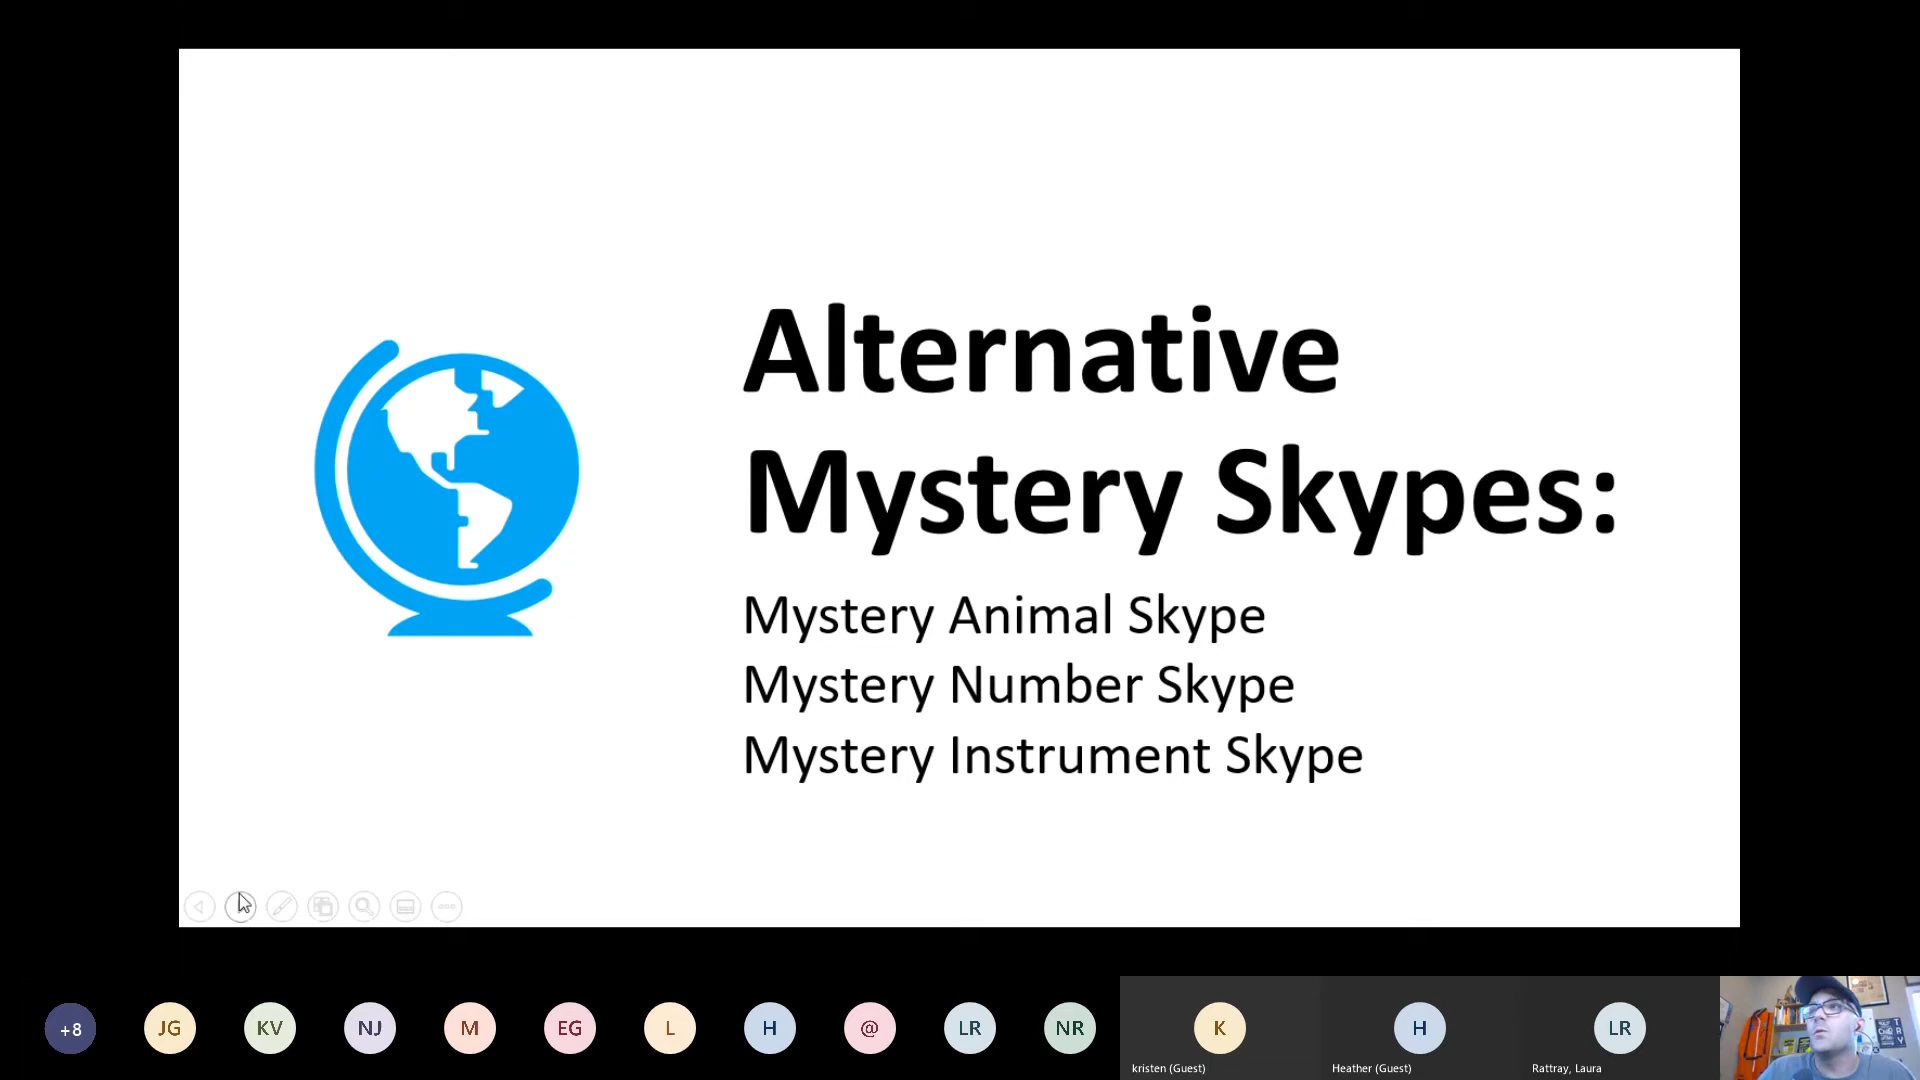 Alternative
Mystery Skypes:
Mystery Animal Skype
Mystery Number Skype
Mystery Instrument Skype
+8
JG
KV
NJ
M
EG
L
H
@
LR
NR
K
H
LR
kristen (Guest)
Heather (Guest)
Rattray, Laura